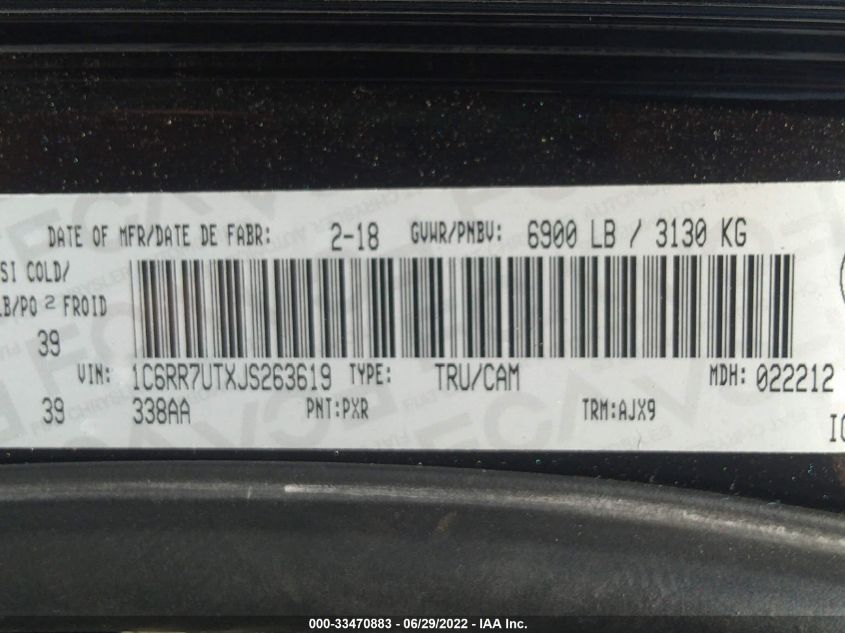 DATE OF MFR/DATE DE FABR: 2-18 GVWR/PNBV: 6900 LB / 3130 KG
SI COLD/
LB/PO 2 FROID
39
VIN: 1C6RR7UTXJS263619 TYPE: TRU/CAM MDH: 022212
39 338AA PNT:PXR TRM:AJX9
000-33470883 - 06/29/2022 - IAA Inc.